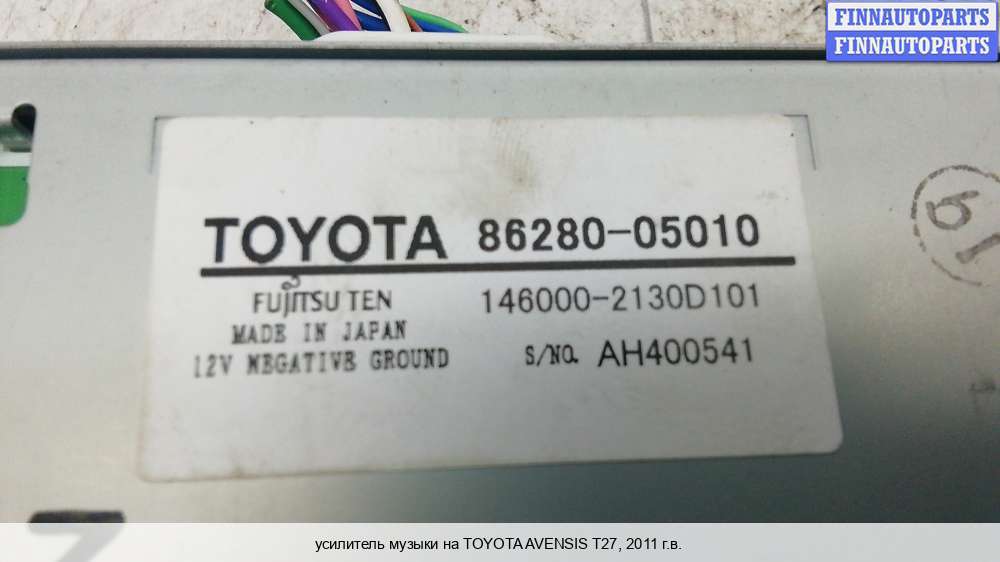 FINNAUTOPARTS
FINNAUTOPARTS
TOYOTA 86280-05010
FUJITSU TEN 146000-2130D101
MADE IN JAPAN
12V NEGATIVE GROUND S/NO. AH400541
усилитель музыки на TOYOTA AVENSIS T27, 2011 г.в.